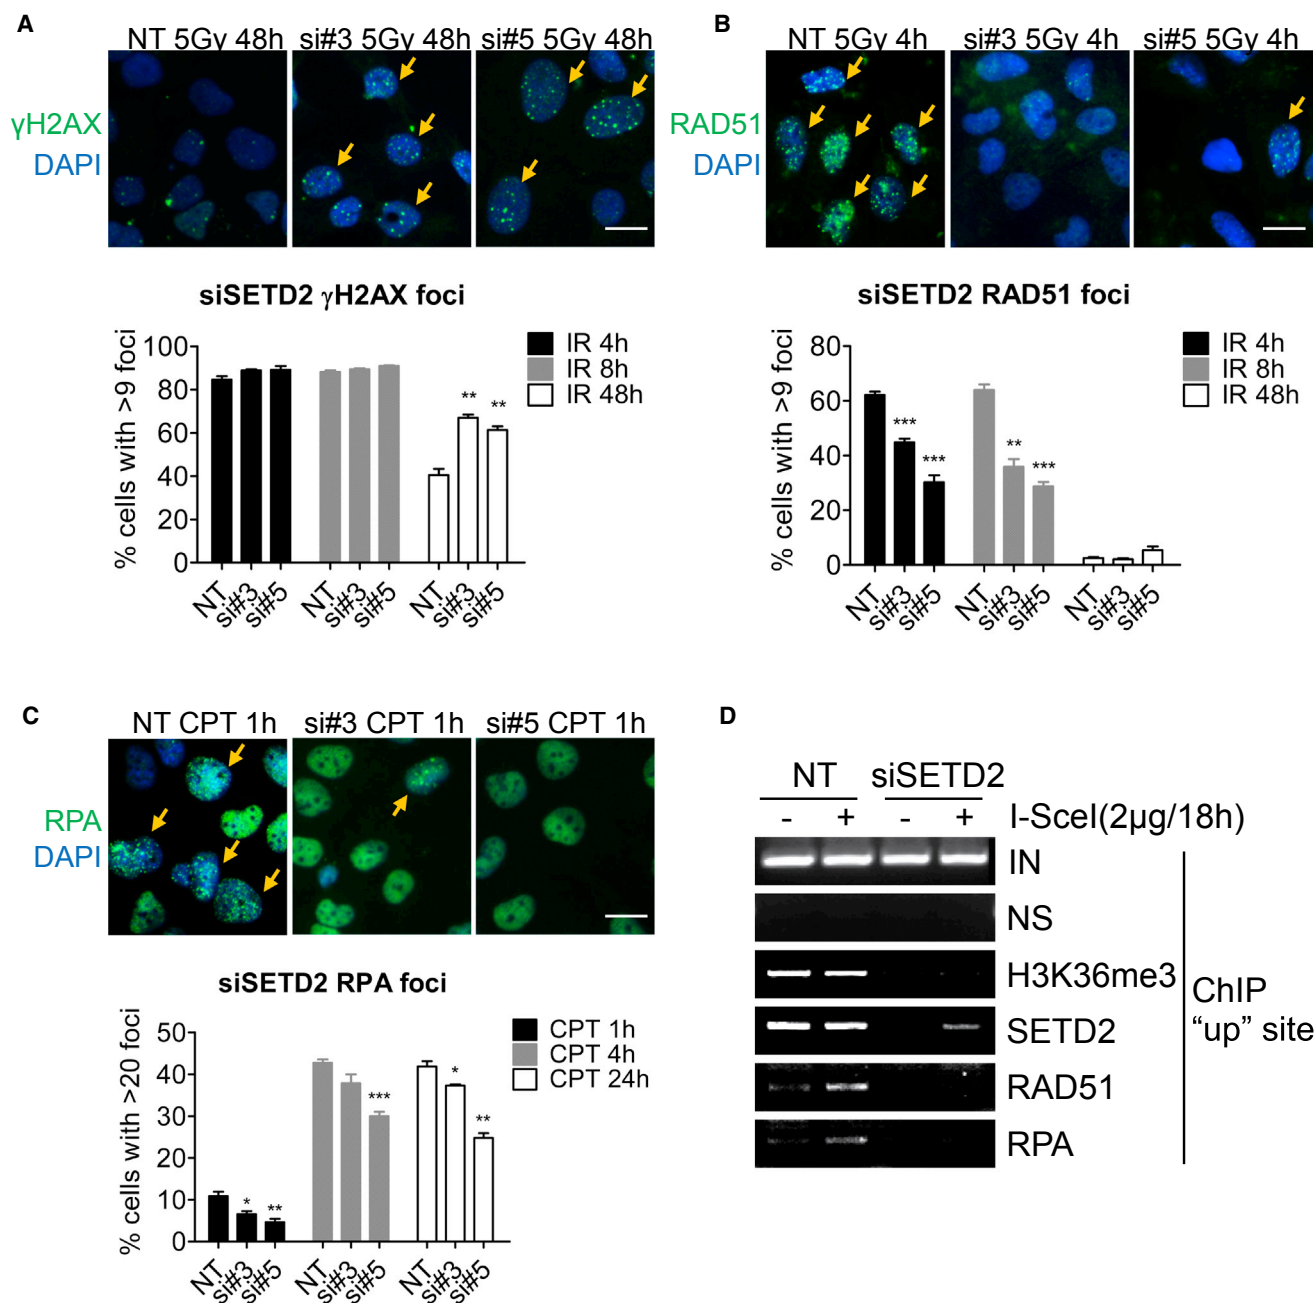 A
NT 5Gy 48h si#3 5Gy 48h si#5 5Gy 48h
γH2AX
DAPI
siSETD2 γH2AX foci
% cells with >9 foci
100
80
60
40
20
0
** **
IR 4h
IR 8h
IR 48h
NT si#3 si#5 NT si#3 si#5 NT si#3 si#5
B
NT 5Gy 4h si#3 5Gy 4h si#5 5Gy 4h
RAD51
DAPI
siSETD2 RAD51 foci
% cells with >9 foci
80
60
40
20
0
*** *** ** ***
IR 4h
IR 8h
IR 48h
NT si#3 si#5 NT si#3 si#5 NT si#3 si#5
C
NT CPT 1h si#3 CPT 1h si#5 CPT 1h
RPA
DAPI
siSETD2 RPA foci
% cells with >20 foci
50
40
30
20
10
0
* ** *** * **
CPT 1h
CPT 4h
CPT 24h
NT si#3 si#5 NT si#3 si#5 NT si#3 si#5
D
NT siSETD2
- + - + I-SceI(2μg/18h)
IN
NS
H3K36me3
SETD2
RAD51
RPA
ChIP
“up” site